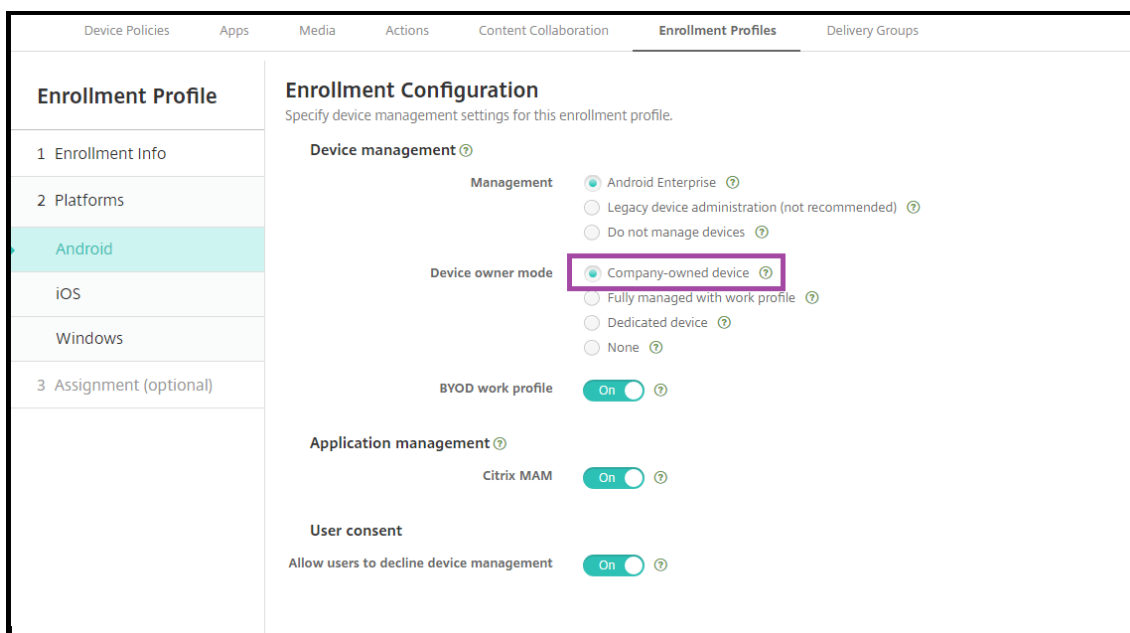 Device Policies Apps Media Actions Content Collaboration Enrollment Profiles Delivery Groups
Enrollment Profile
1 Enrollment Info
2 Platforms
Android
iOS
Windows
3 Assignment (optional)
Enrollment Configuration
Specify device management settings for this enrollment profile.
Device management ?
Management Android Enterprise ?
Legacy device administration (not recommended) ?
Do not manage devices ?
Device owner mode Company-owned device ?
Fully managed with work profile ?
Dedicated device ?
None ?
BYOD work profile On ?
Application management ?
Citrix MAM On ?
User consent
Allow users to decline device management On ?